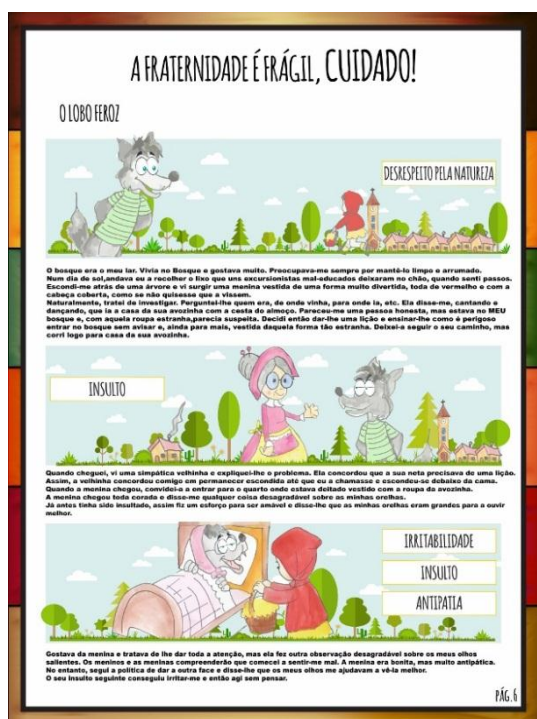 A FRATERNIDADE É FRÁGIL, CUIDADO!
O LOBO FEROZ
DESRESPEITO PELA NATUREZA
O bosque era o meu lar. Vivia no Bosque e gostava muito. Preocupava-me sempre por mantê-lo limpo e arrumado.
Num dia de sol,andava eu a recolher o lixo que uns excursionistas mal-educados deixaram no chão, quando senti passos.
Escondi-me atrás de uma árvore e vi surgir uma menina vestida de uma forma muito divertida, toda de vermelho e com a
cabeça coberta, como se não quisesse que a vissem.
Naturalmente, tratei de investigar. Perguntei-lhe quem era, de onde vinha, para onde ia, etc. Ela disse-me, cantando e
dançando, que ia a casa da sua avozinha com a cesta do almoço. Pareceu-me uma pessoa honesta, mas estava no MEU
bosque e, com aquela roupa estranha,parecia suspeita. Decidi então dar-lhe uma lição e ensinar-lhe como é perigoso
entrar no bosque sem avisar e, ainda para mais, vestida daquela forma tão estranha. Deixei-a seguir o seu caminho, mas
corri logo para casa da sua avozinha.
INSULTO
Quando cheguei, vi uma simpática velhinha e expliquei-lhe o problema. Ela concordou que a sua neta precisava de uma lição.
Assim, a velhinha concordou comigo em permanecer escondida até que eu a chamasse e escondeu-se debaixo da cama.
Quando a menina chegou, convidei-a a entrar para o quarto onde estava deitado vestido com a roupa da avozinha.
A menina chegou toda corada e disse-me qualquer coisa desagradável sobre as minhas orelhas.
Já antes tinha sido insultado, assim fiz um esforço para ser amável e disse-lhe que as minhas orelhas eram grandes para a ouvir
melhor.
IRRITABILIDADE
INSULTO
ANTIPATIA
Gostava da menina e tratava de lhe dar toda a atenção, mas ela fez outra observação desagradável sobre os meus olhos
salientes. Os meninos e as meninas compreenderão que comecei a sentir-me mal. A menina era bonita, mas muito antipática.
No entanto, segui a política de dar a outra face e disse-lhe que os meus olhos me ajudavam a vê-la melhor.
O seu insulto seguinte conseguiu irritar-me e então agi sem pensar.
PÁG.6